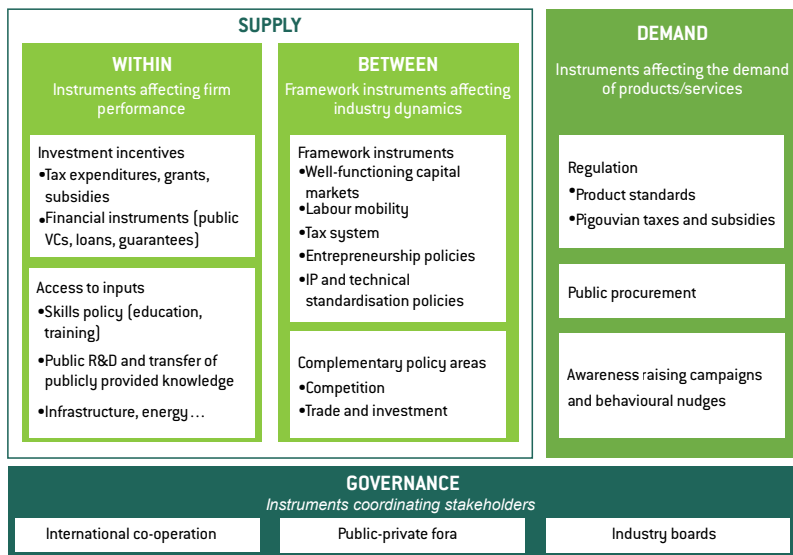 SUPPLY
WITHIN
Instruments affecting firm
performance
Investment incentives
•Tax expenditures, grants,
subsidies
•Financial instruments (public
VCs, loans, guarantees)
Access to inputs
•Skills policy (education,
training)
•Public R&D and transfer of
publicly provided knowledge
•Infrastructure, energy…
BETWEEN
Framework instruments affecting
industry dynamics
Framework instruments
•Well-functioning capital
markets
•Labour mobility
•Tax system
•Entrepreneurship policies
•IP and technical
standardisation policies
Complementary policy areas
•Competition
•Trade and investment
DEMAND
Instruments affecting the demand
of products/services
Regulation
•Product standards
•Pigouvian taxes and subsidies
Public procurement
Awareness raising campaigns
and behavioural nudges
GOVERNANCE
Instruments coordinating stakeholders
International co-operation
Public-private fora
Industry boards